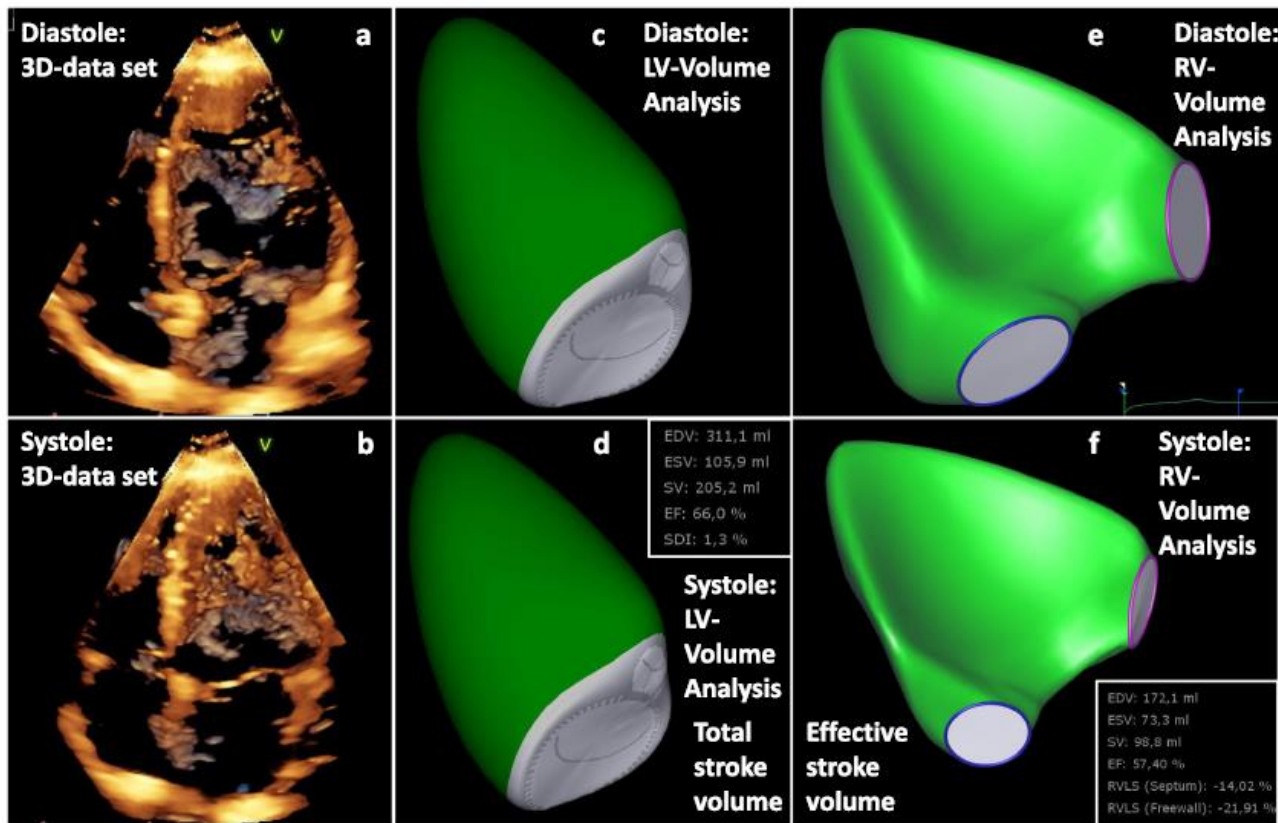 Diastole:
3D-data set
V
a
c
Diastole:
LV-Volume
Analysis
e
Diastole:
RV-
Volume
Analysis
Systole:
3D-data set
V
b
d
EDV: 311,1 ml
ESV: 105,9 ml
SV: 205,2 ml
EF: 66,0 %
SDI: 1,3 %
Systole:
LV-
Volume
Analysis
Total
stroke
volume
f
Systole:
RV-
Volume
Analysis
Effective
stroke
volume
EDV: 172,1 ml
ESV: 73,3 ml
SV: 98,8 ml
EF: 57,40 %
RVLS (Septum): -14,02 %
RVLS (Freewall): -21,91 %